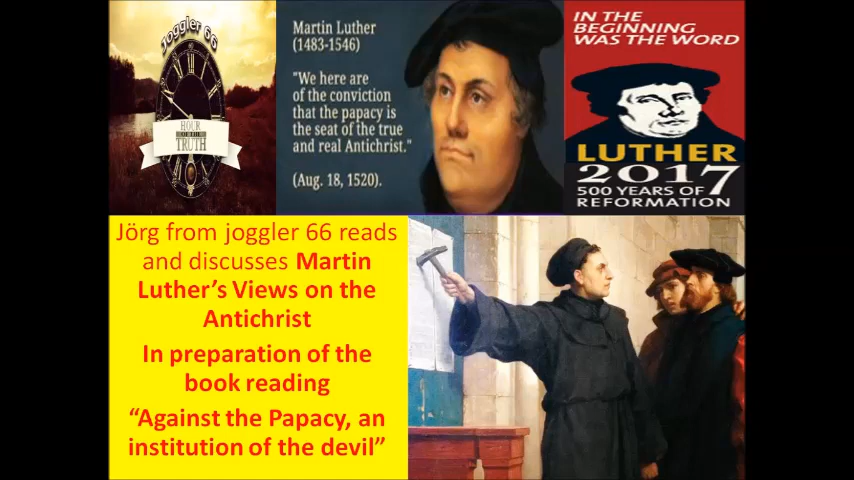 Joggler 66
HOUR
OF THE
TRUTH
Martin Luther
(1483-1546)
"We here are
of the conviction
that the papacy is
the seat of the true
and real Antichrist."
(Aug. 18, 1520).
IN THE
BEGINNING
WAS THE WORD
LUTHER
2017
500 YEARS OF
REFORMATION
Jörg from joggler 66 reads
and discusses Martin
Luther’s Views on the
Antichrist
In preparation of the
book reading
“Against the Papacy, an
institution of the devil”